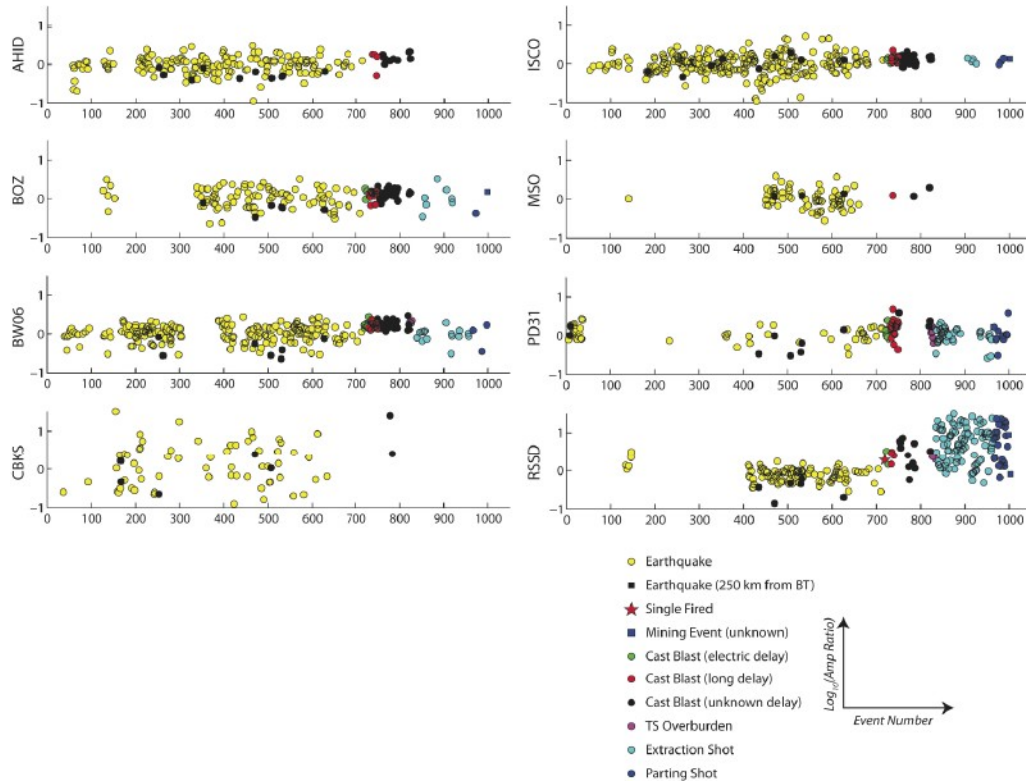 AHID
1
0
-1
0 100 200 300 400 500 600 700 800 900 1000
ISCO
1
0
-1
0 100 200 300 400 500 600 700 800 900 1000
BOZ
1
0
-1
0 100 200 300 400 500 600 700 800 900 1000
MSO
1
0
-1
0 100 200 300 400 500 600 700 800 900 1000
BW06
1
0
-1
0 100 200 300 400 500 600 700 800 900 1000
PD31
1
0
-1
0 100 200 300 400 500 600 700 800 900 1000
CBKS
1
0
-1
0 100 200 300 400 500 600 700 800 900 1000
RSSD
1
0
-1
0 100 200 300 400 500 600 700 800 900 1000
Earthquake
Earthquake (250 km from BT)
Single Fired
Mining Event (unknown)
Cast Blast (electric delay)
Cast Blast (long delay)
Cast Blast (unknown delay)
TS Overburden
Extraction Shot
Parting Shot
Log10(Amp Ratio)
Event Number